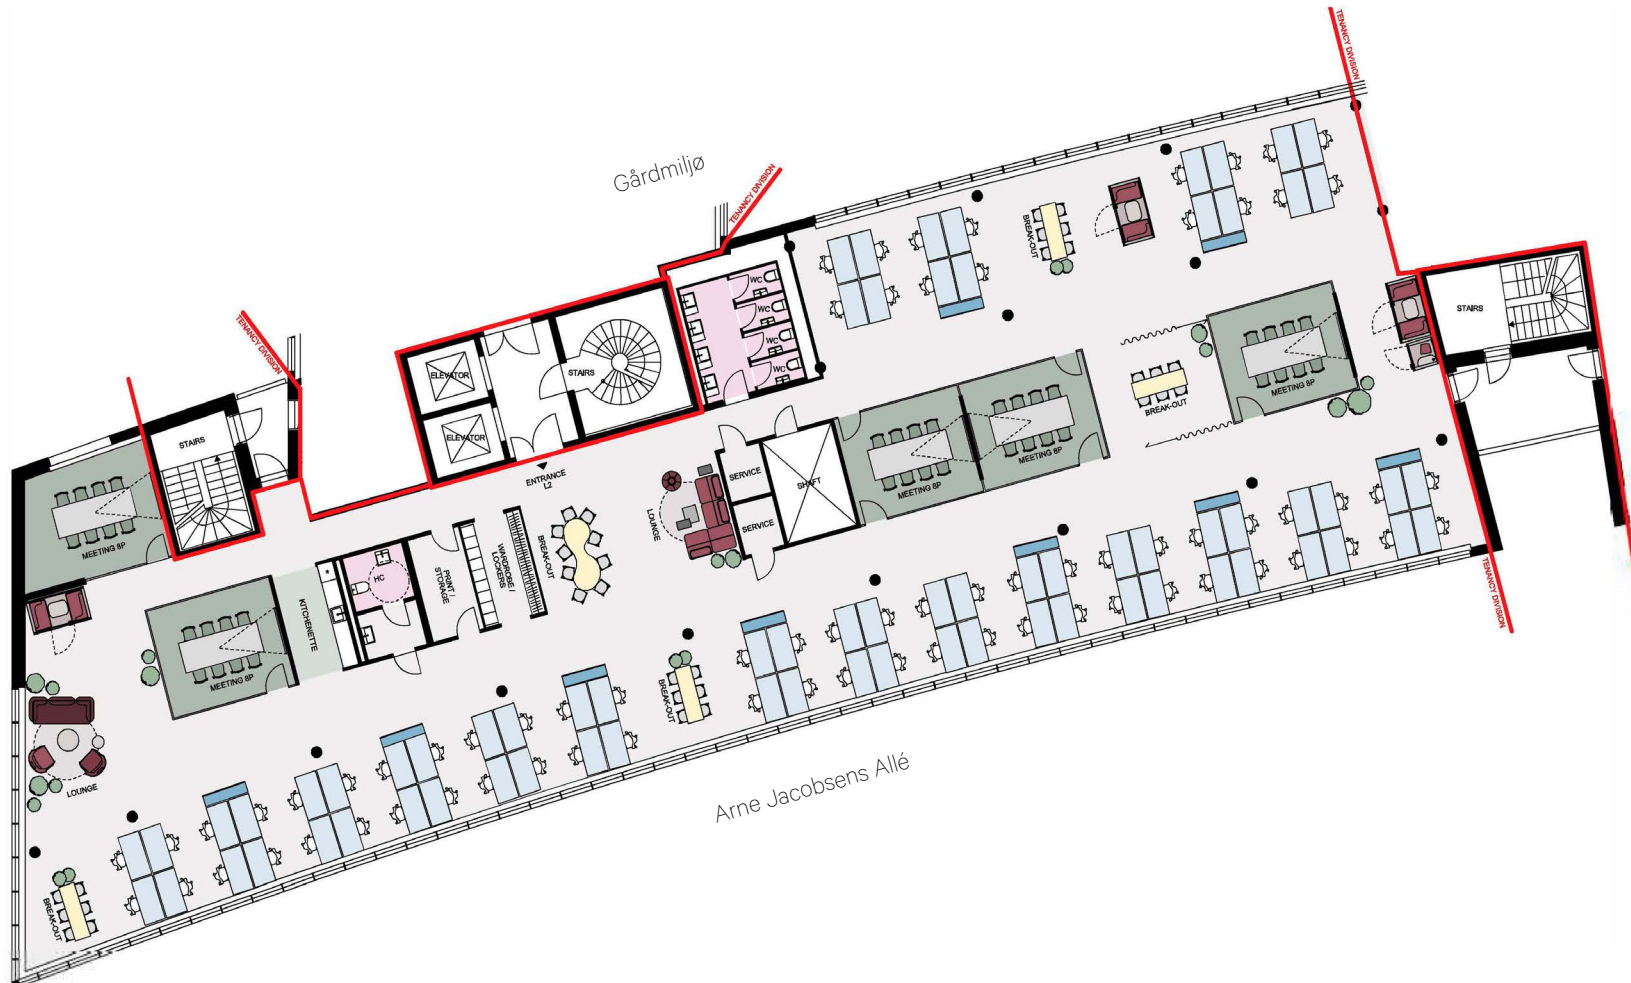 TENANCY DIVISION
Gårdmiljø
TENANCY DIVISION
TENANCY DIVISION
BREAK-OUT
WC
WC
WC
WC
STAIRS
ELEVATOR
STAIRS
ELEVATOR
STAIRS
MEETING 8P
BREAK-OUT
MEETING 8P
MEETING 8P
MEETING 8P
ENTRANCE
L2
SERVICE
SHAFT
SERVICE
LOUNGE
MEETING 8P
BREAK-OUT
WARDROBE /
LOCKERS
PRINT /
STORAGE
HC
KITCHENETTE
MEETING 8P
TENANCY DIVISION
BREAK-OUT
LOUNGE
Arne Jacobsens Allé
BREAK-OUT